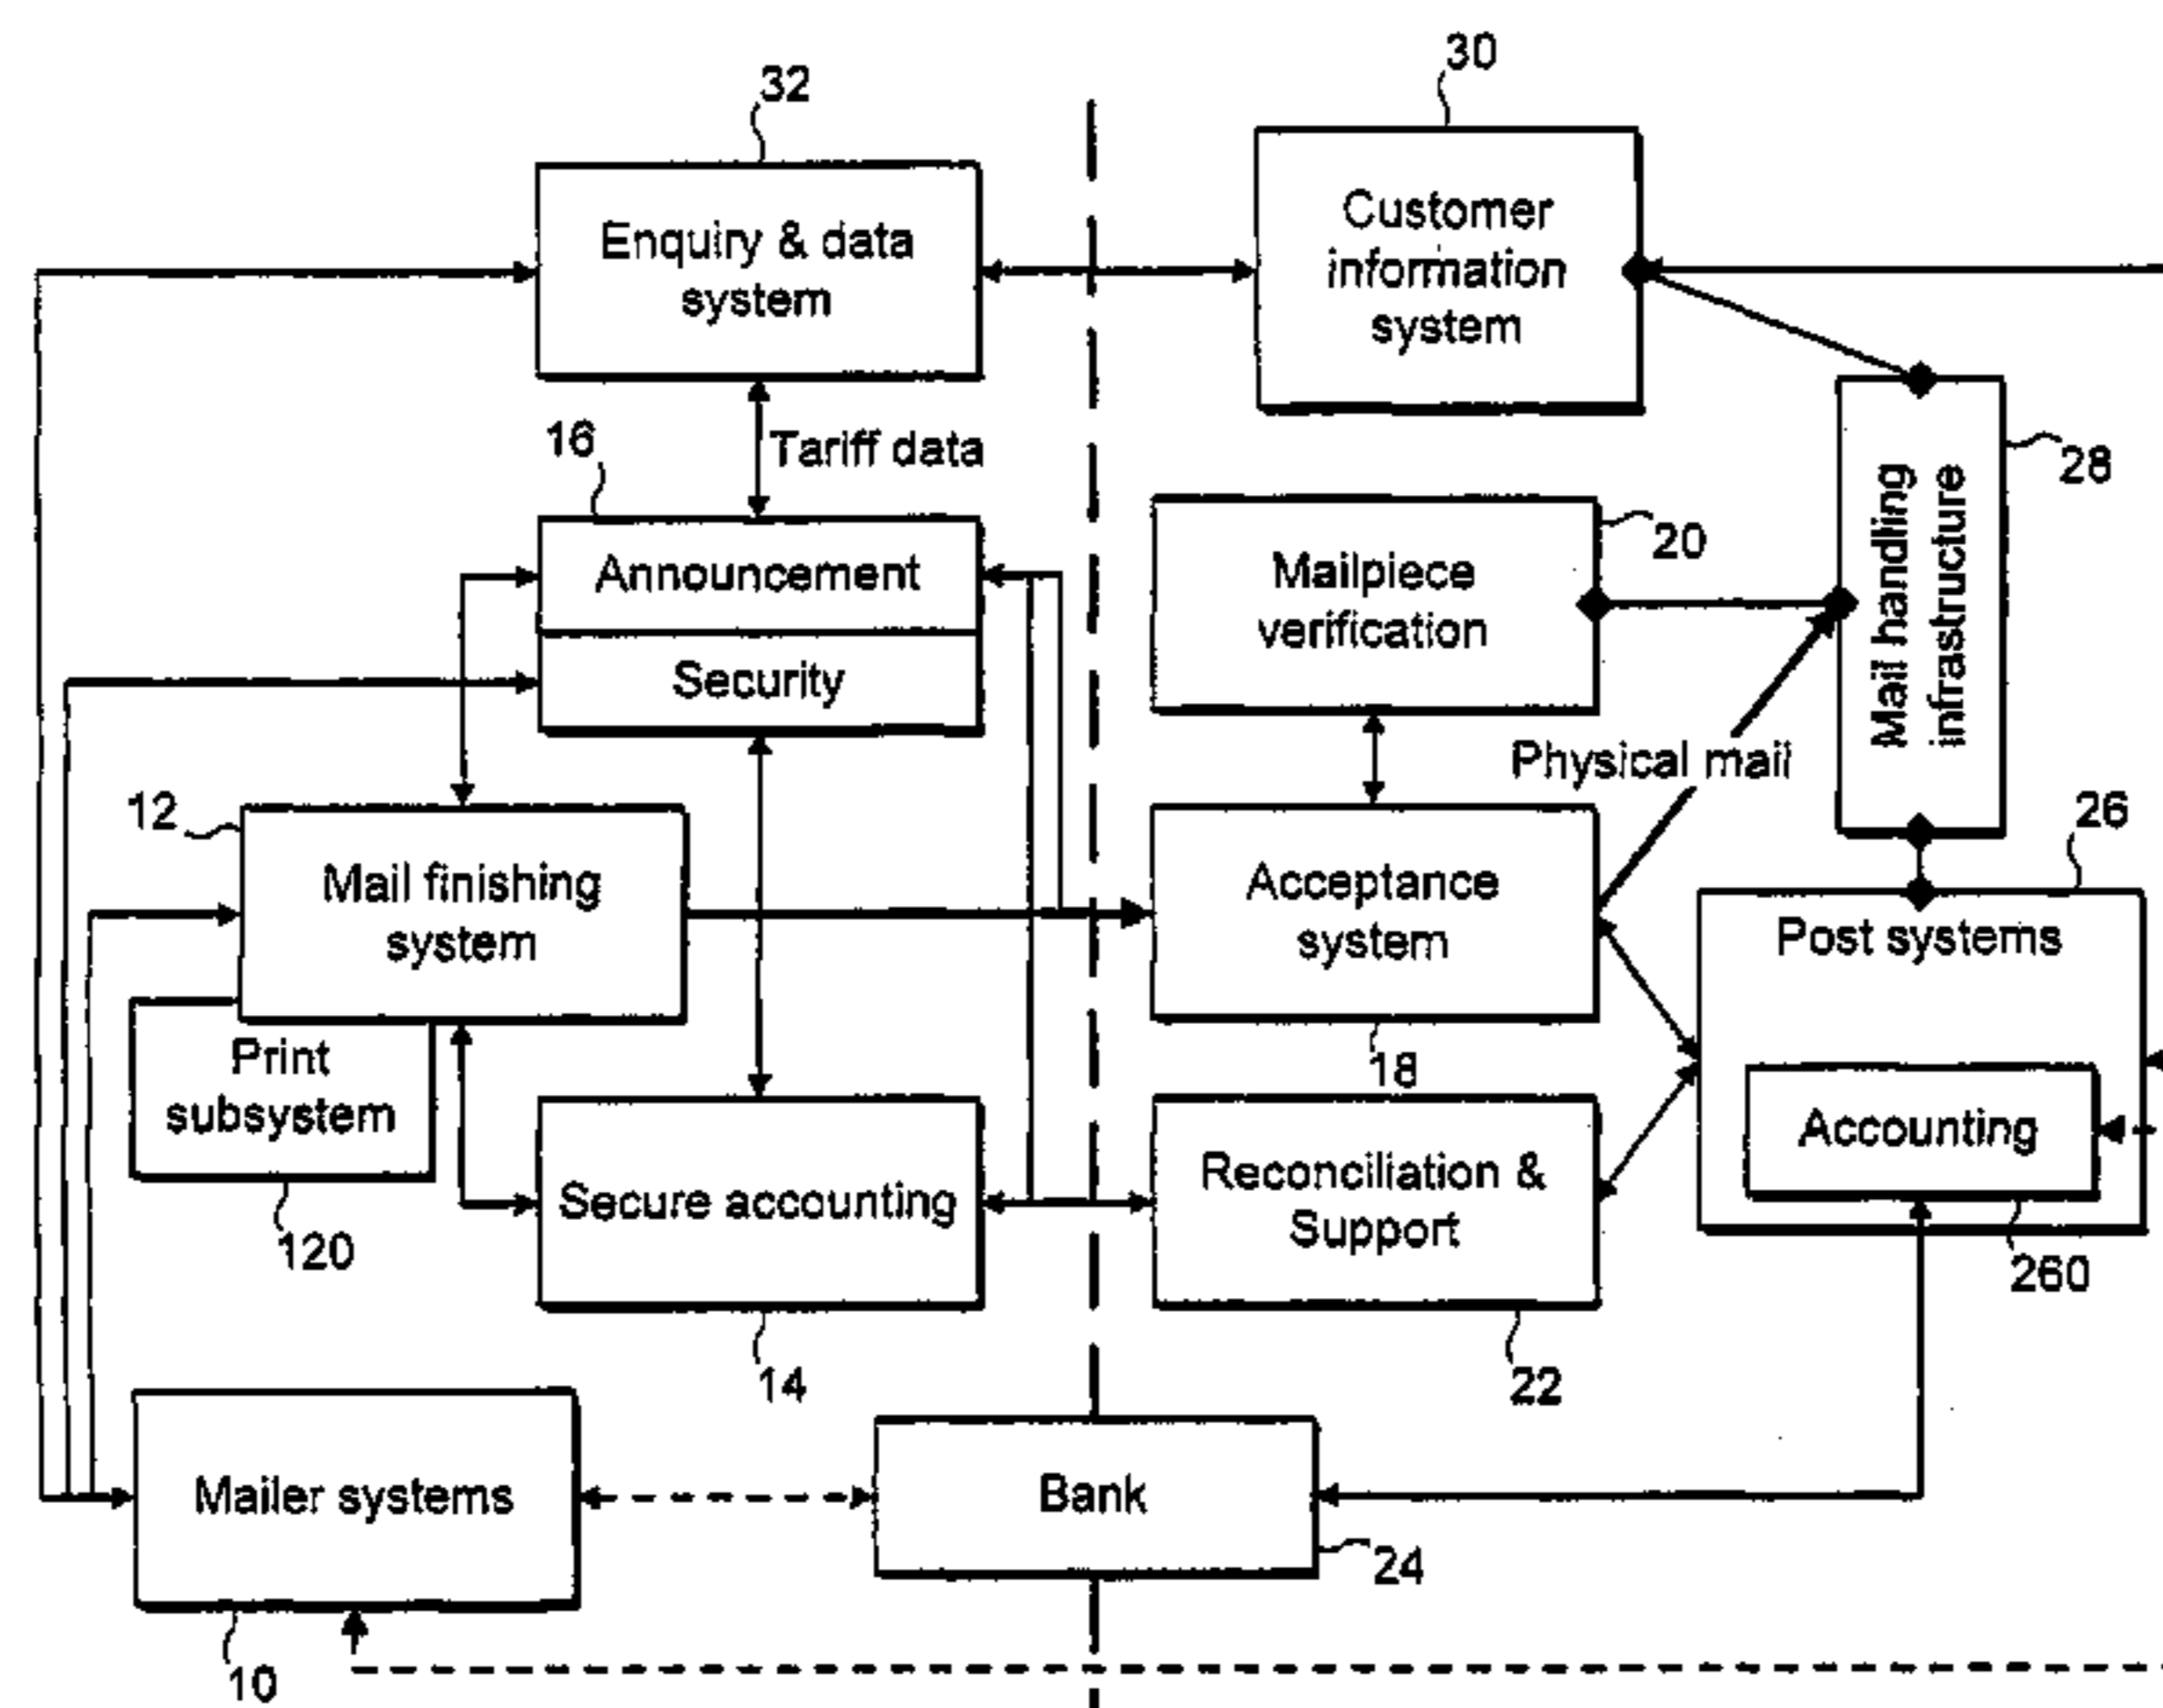 30
32
Customer
information
system
Enquiry & data
system
16
Tariff data
28
Mail handling
infrastructure
20
Announcement
Mailpiece
verification
Security
Physical mail
12
26
Mail finishing
system
Acceptance
system
Post systems
Print
subsystem
18
Accounting
Secure accounting
Reconciliation &
Support
120
260
14
22
Mailer systems
Bank
24
10